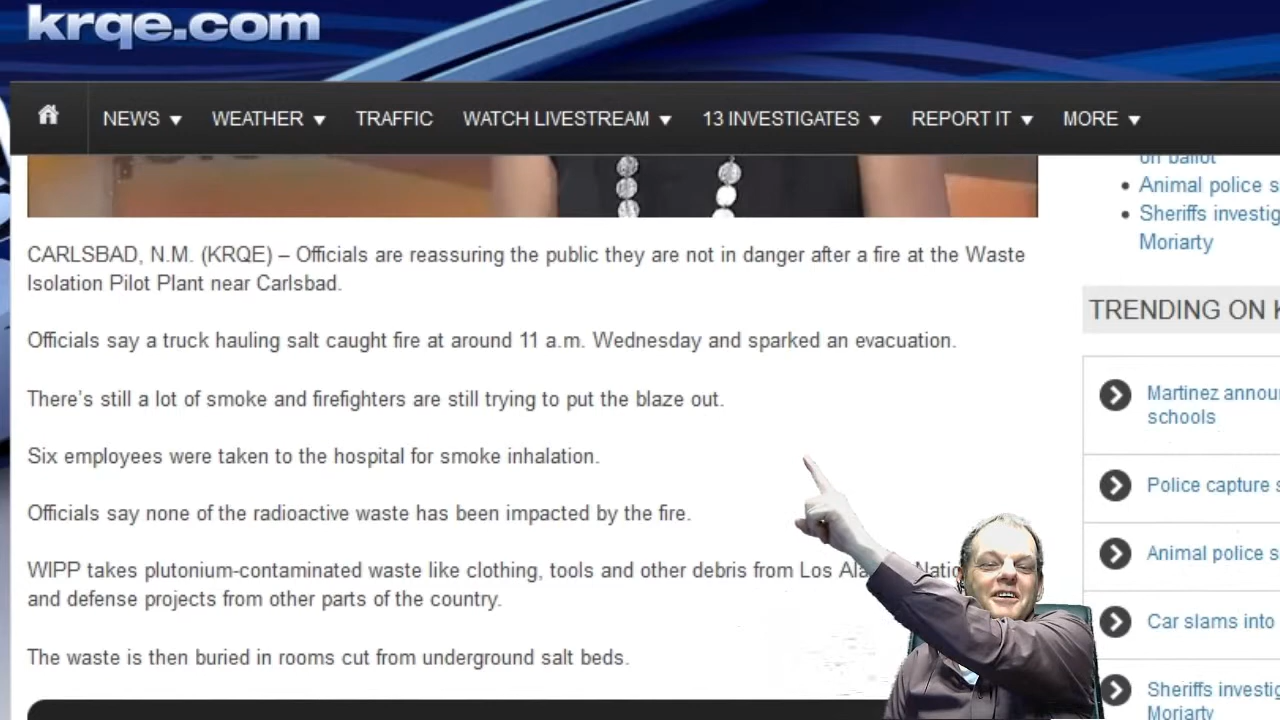 krqe.com
NEWS WEATHER TRAFFIC WATCH LIVESTREAM 13 INVESTIGATES REPORT IT MORE
on ballot
Animal police s
Sheriffs investig
Moriarty
CARLSBAD, N.M. (KRQE) – Officials are reassuring the public they are not in danger after a fire at the Waste
Isolation Pilot Plant near Carlsbad.
Officials say a truck hauling salt caught fire at around 11 a.m. Wednesday and sparked an evacuation.
There’s still a lot of smoke and firefighters are still trying to put the blaze out.
Six employees were taken to the hospital for smoke inhalation.
Officials say none of the radioactive waste has been impacted by the fire.
WIPP takes plutonium-contaminated waste like clothing, tools and other debris from Los Ala Natio
and defense projects from other parts of the country.
The waste is then buried in rooms cut from underground salt beds.
TRENDING ON K
Martinez announ
schools
Police capture s
Animal police s
Car slams into
Sheriffs investig
Moriarty